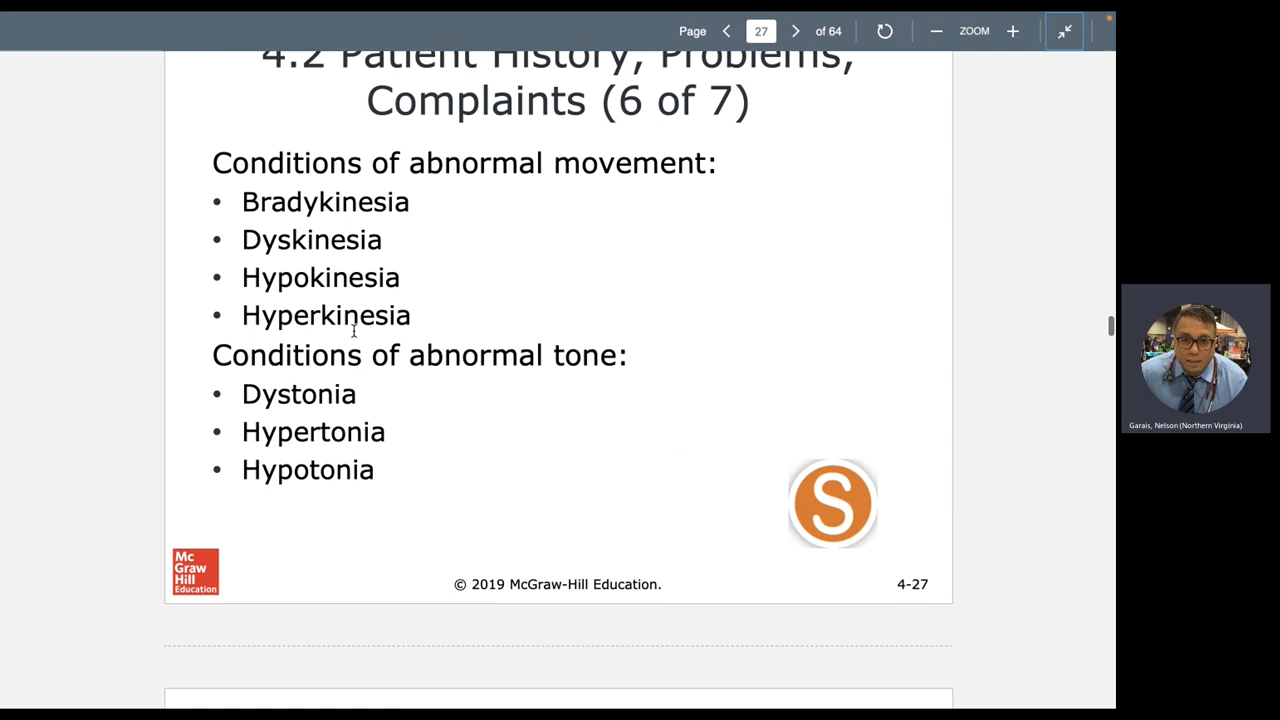 Page 27 of 64 ZOOM
4.2 Patient History, Problems,
Complaints (6 of 7)
Conditions of abnormal movement:
• Bradykinesia
• Dyskinesia
• Hypokinesia
• Hyperkinesia
Conditions of abnormal tone:
• Dystonia
• Hypertonia
• Hypotonia
S
Mc
Graw
Hill
Education
© 2019 McGraw-Hill Education.
4-27
Garais, Nelson (Northern Virginia)